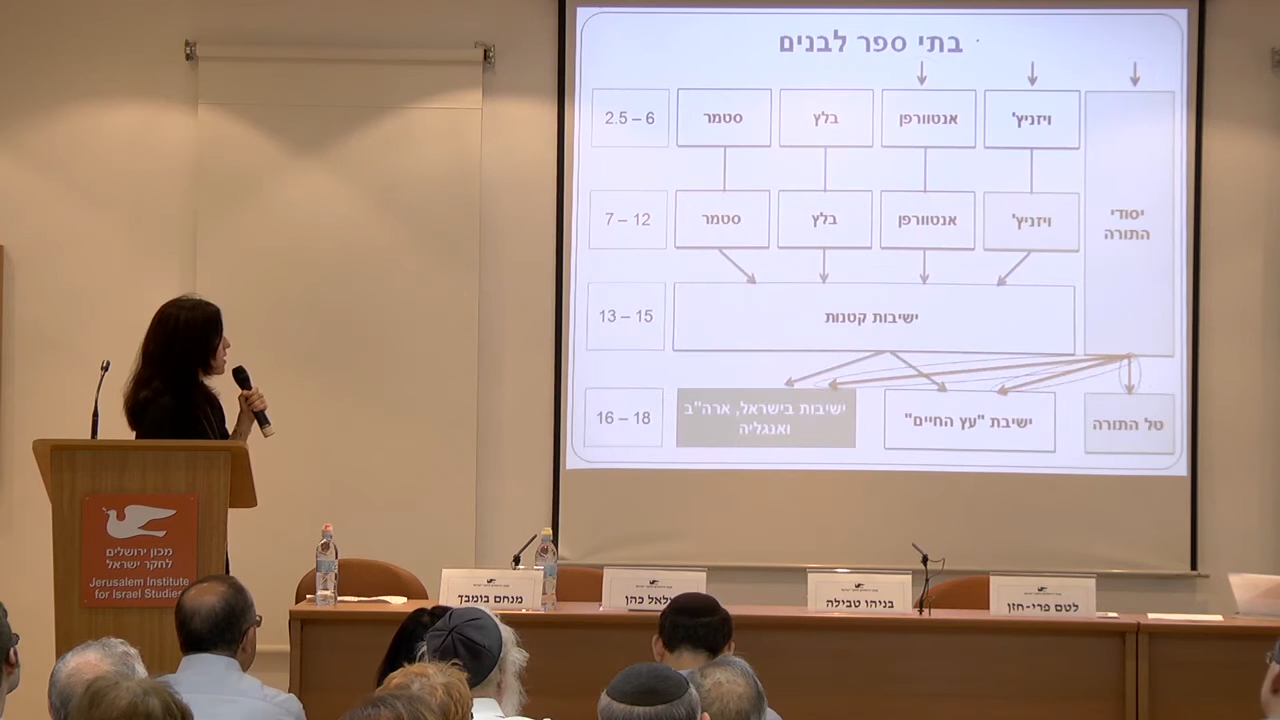 בתי ספר לבנים
2.5 – 6
סטמר
בלץ
אנטוורפן
ויזניץ'
7 – 12
סטמר
בלץ
אנטוורפן
ויזניץ'
יסודי
התורה
13 – 15
ישיבות קטנות
16 – 18
ישיבות בישראל, ארה"ב
ואנגליה
ישיבת "עץ החיים"
טל התורה
מכון ירושלים
לחקר ישראל
Jerusalem Institute
for Israel Studies
מנחם בומבך
כהן
בניהו טבילה
לטם פרי-חזן